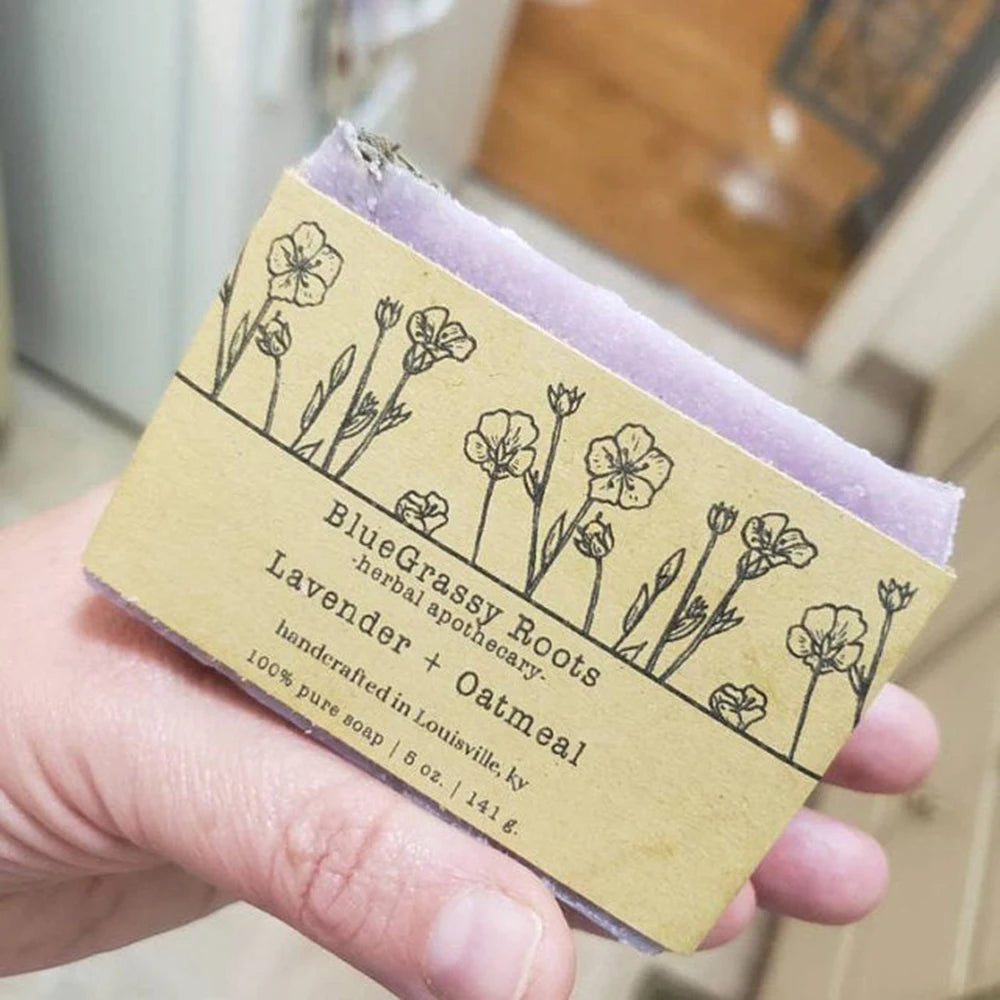 BlueGrassy Roots
-herbal apothecary-
Lavender + Oatmeal
handcrafted in Louisville, ky
100% pure soap | 5 oz. | 141 g.